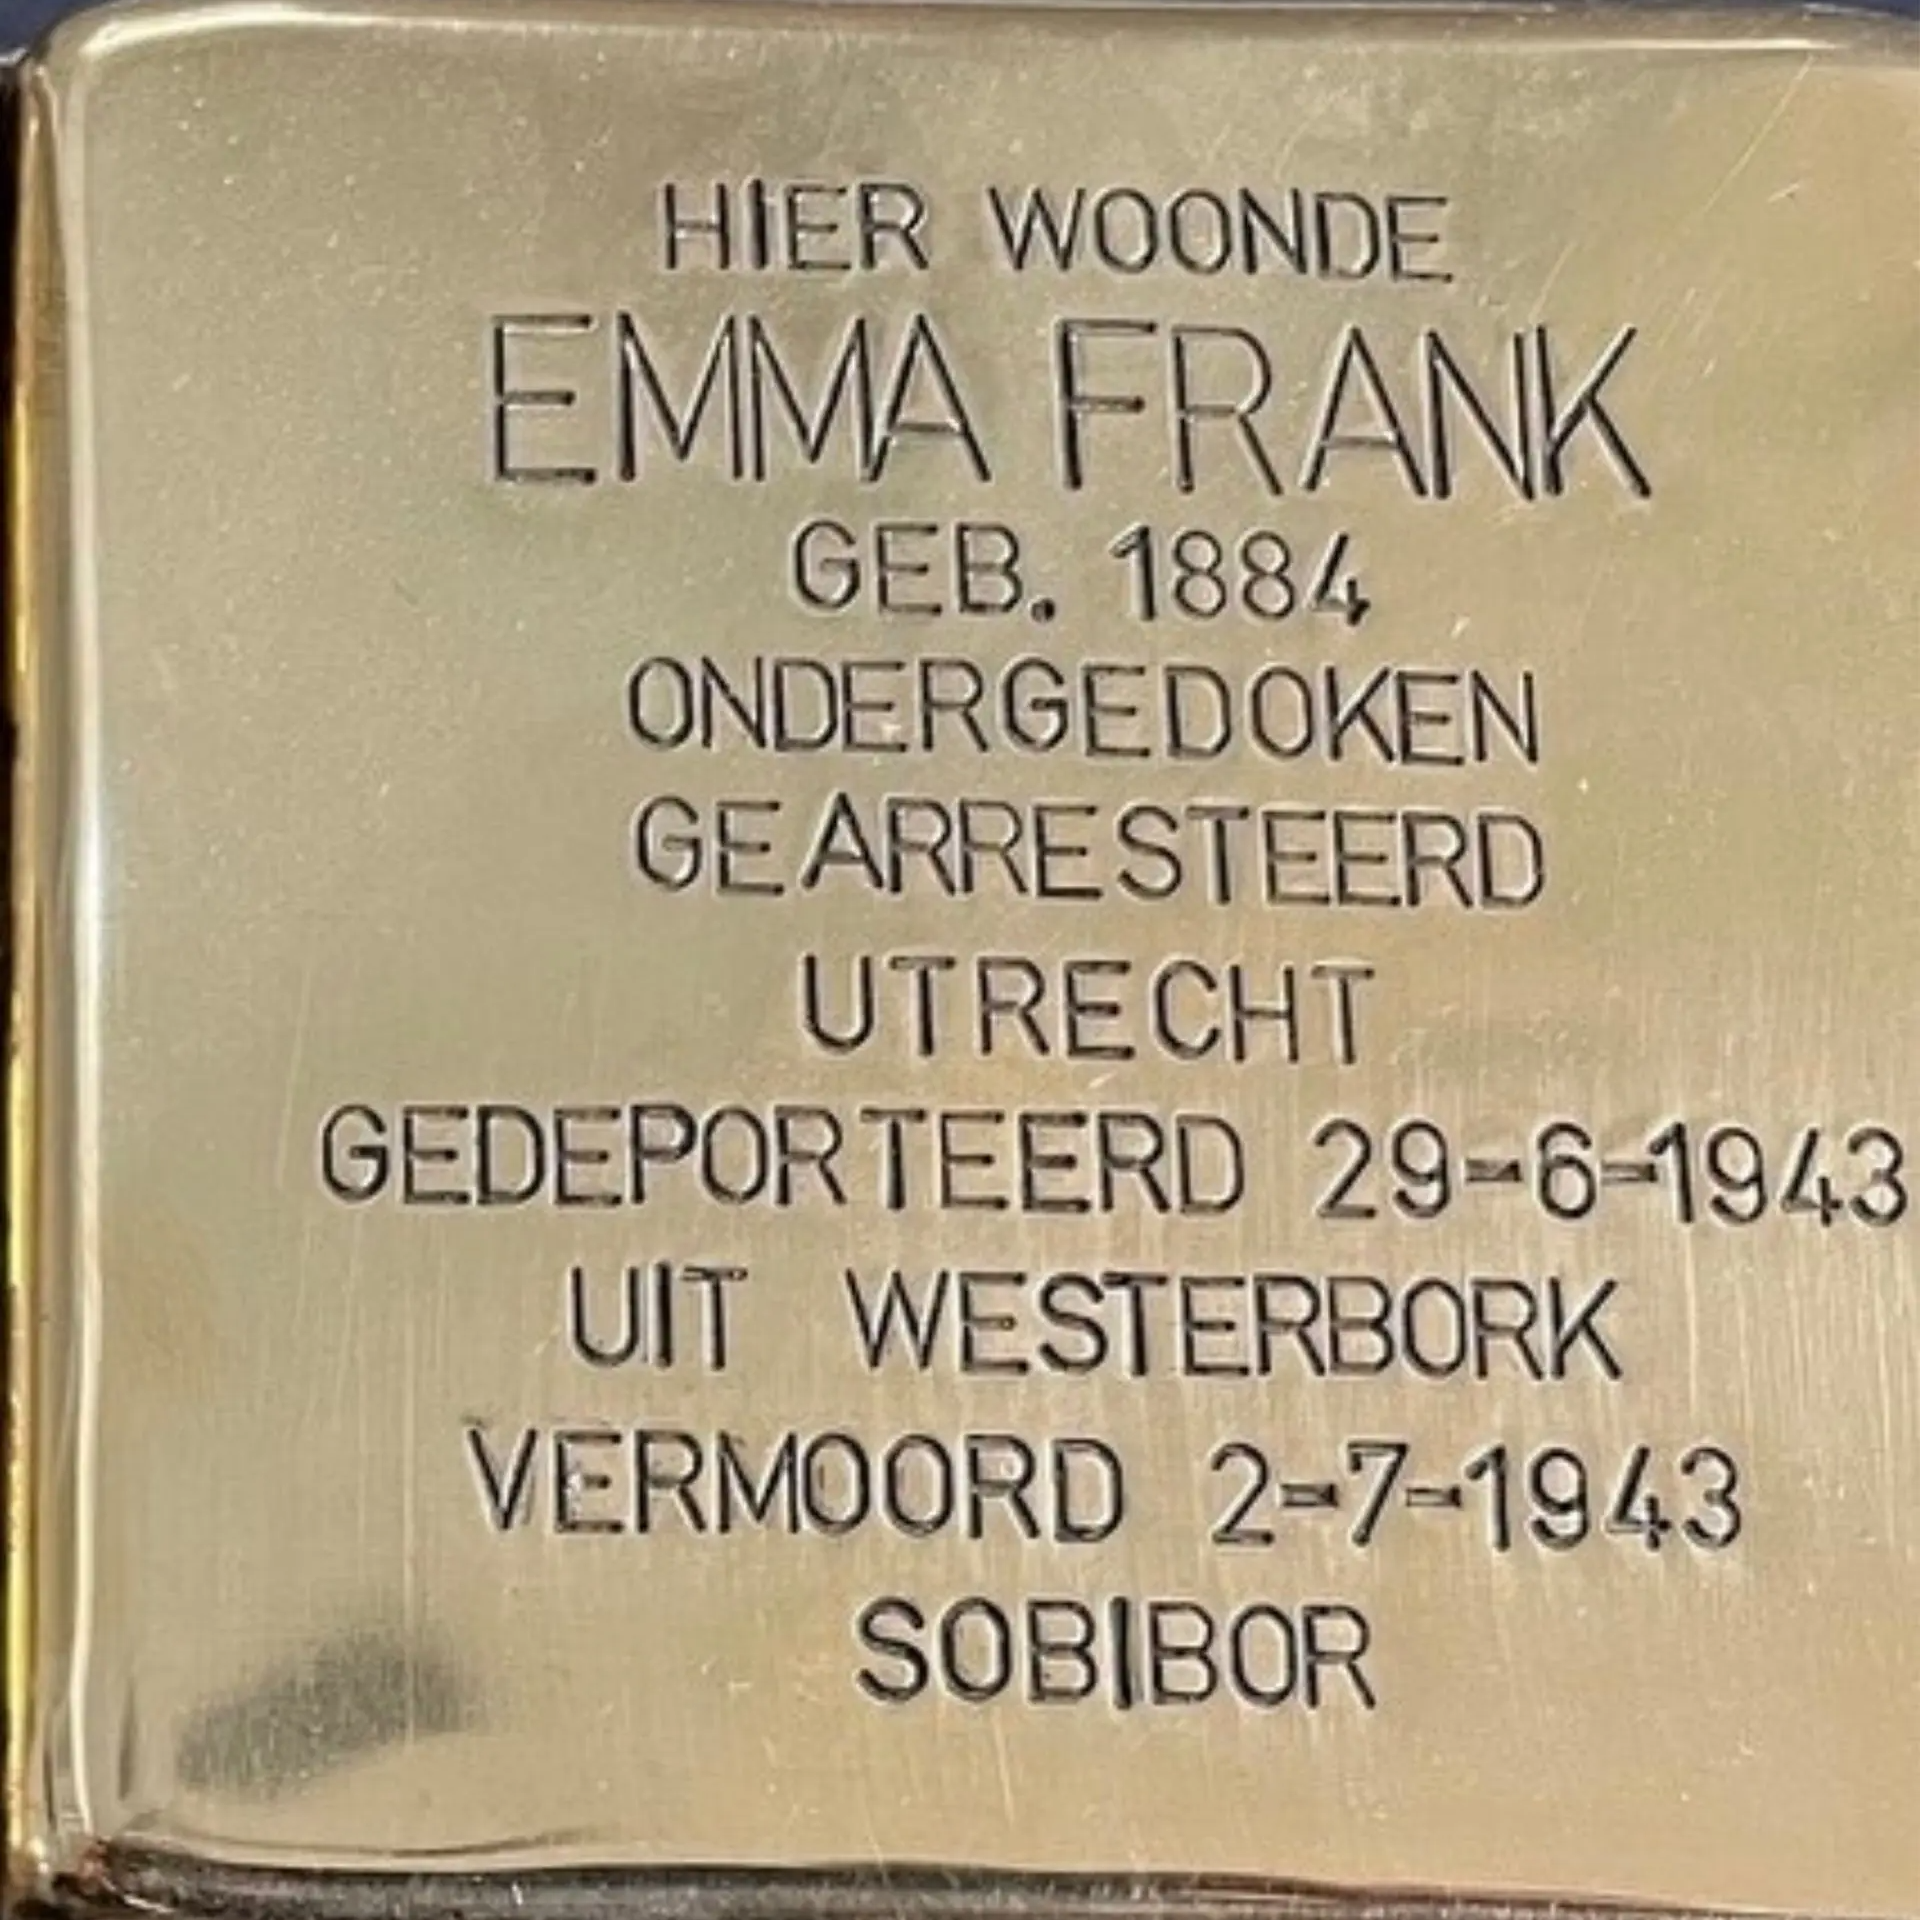 HIER WOONDE
EMMA FRANK
GEB. 1884
ONDERGEDOKEN
GEARRESTEERD
UTRECHT
GEDEPORTEERD 29-6-1943
UIT WESTERBORK
VERMOORD 2-7-1943
SOBIBOR